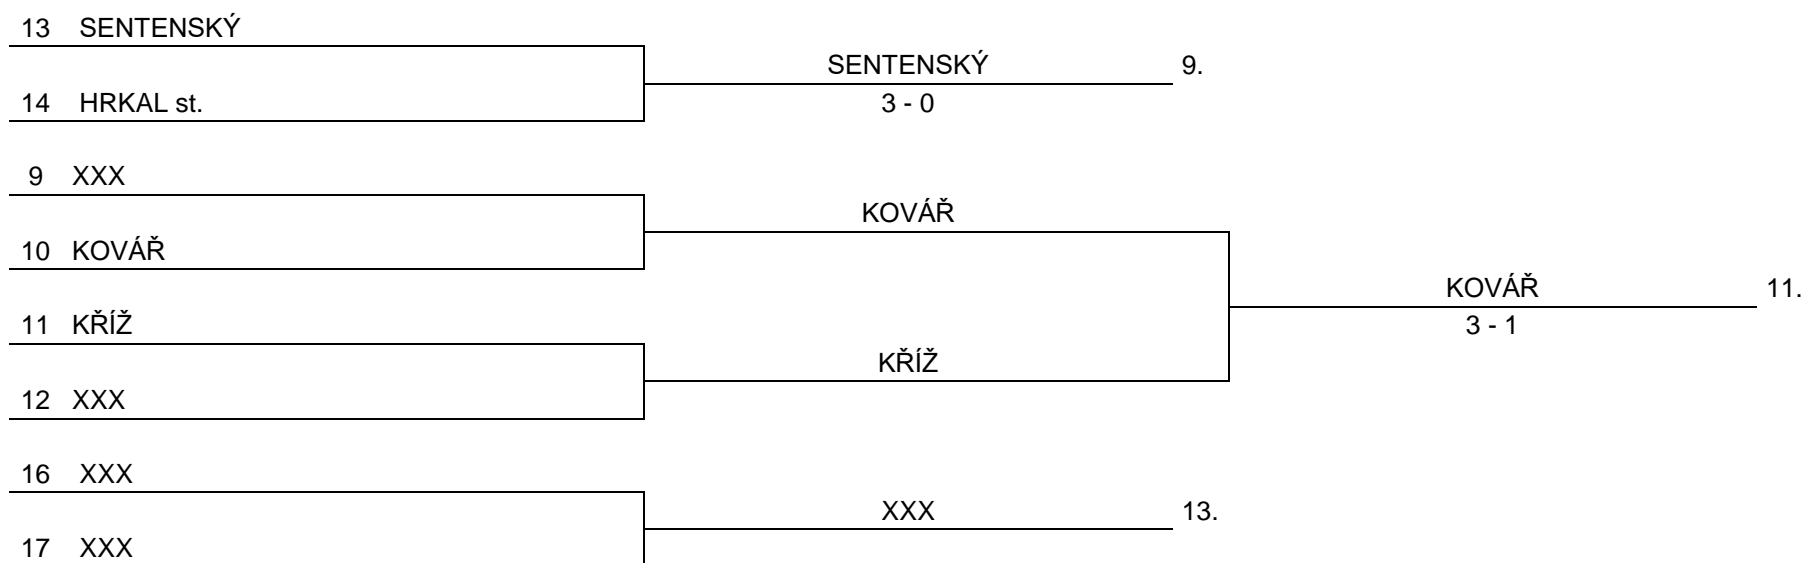 13 SENTENSKÝ
SENTENSKÝ 9.
14 HRKAL st.
3 - 0
9 XXX
KOVÁŘ
10 KOVÁŘ
KOVÁŘ 11.
11 KŘÍŽ
3 - 1
KŘÍŽ
12 XXX
16 XXX
XXX 13.
17 XXX